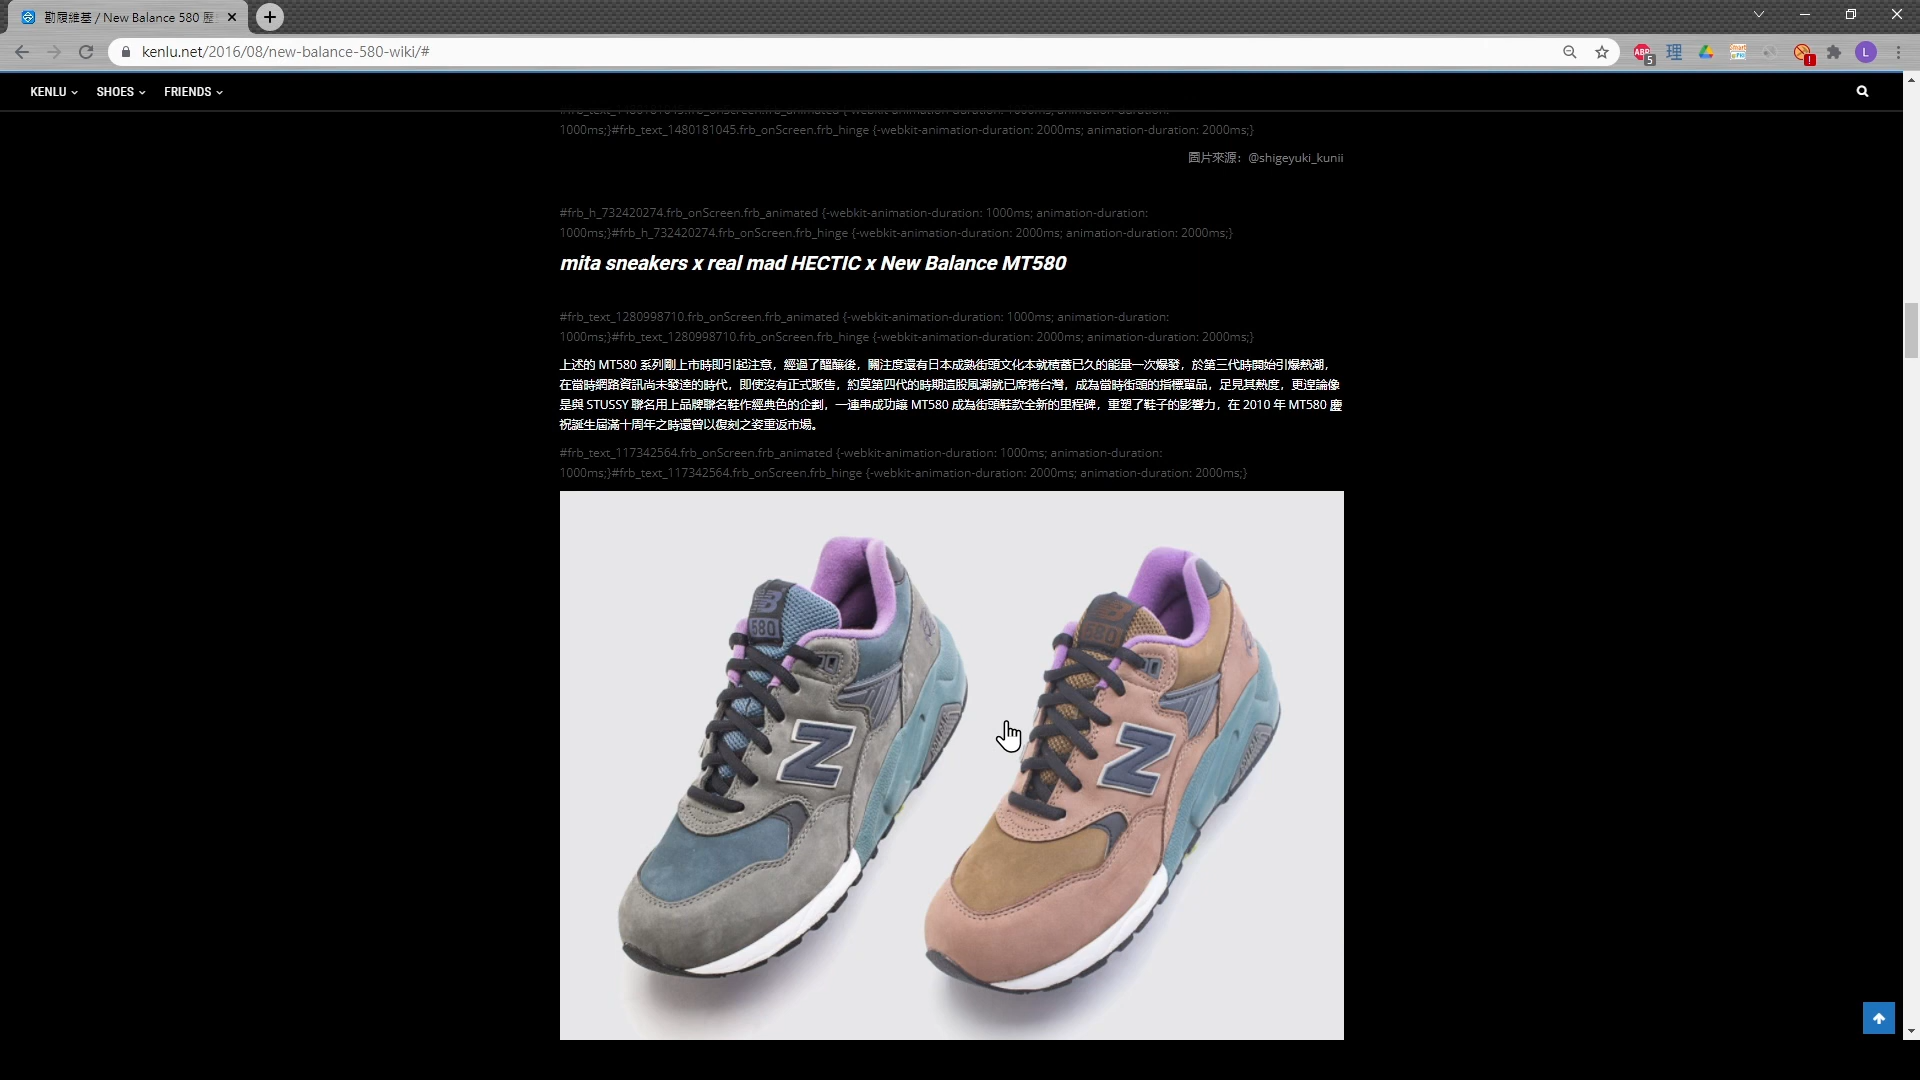 勘履維基 / New Balance 580 歷
kenlu.net/2016/08/new-balance-580-wiki/#
ABP
5
理
L
KENLU
SHOES
FRIENDS
1000ms;}#frb_text_1480181045.frb_onScreen.frb_hinge {-webkit-animation-duration: 2000ms; animation-duration: 2000ms;}
圖片來源：@shigeyuki_kunii
#frb_h_732420274.frb_onScreen.frb_animated {-webkit-animation-duration: 1000ms; animation-duration:
1000ms;}#frb_h_732420274.frb_onScreen.frb_hinge {-webkit-animation-duration: 2000ms; animation-duration: 2000ms;}
mita sneakers x real mad HECTIC x New Balance MT580
#frb_text_1280998710.frb_onScreen.frb_animated {-webkit-animation-duration: 1000ms; animation-duration:
1000ms;}#frb_text_1280998710.frb_onScreen.frb_hinge {-webkit-animation-duration: 2000ms; animation-duration: 2000ms;}
上述的 MT580 系列剛上市時即引起注意，經過了醞釀後，關注度還有日本成熟街頭文化本就積蓄已久的能量一次爆發，於第三代時開始引爆熱潮，
在當時網路資訊尚未發達的時代，即使沒有正式販售，約莫第四代的時期這股風潮就已席捲台灣，成為當時街頭的指標單品，足見其熱度，更遑論像
是與 STUSSY 聯名用上品牌聯名鞋作經典色的企劃，一連串成功讓 MT580 成為街頭鞋款全新的里程碑，重塑了鞋子的影響力，在 2010 年 MT580 慶
祝誕生屆滿十周年之時還曾以復刻之姿重返市場。
#frb_text_117342564.frb_onScreen.frb_animated {-webkit-animation-duration: 1000ms; animation-duration:
1000ms;}#frb_text_117342564.frb_onScreen.frb_hinge {-webkit-animation-duration: 2000ms; animation-duration: 2000ms;}
580
580
N
N